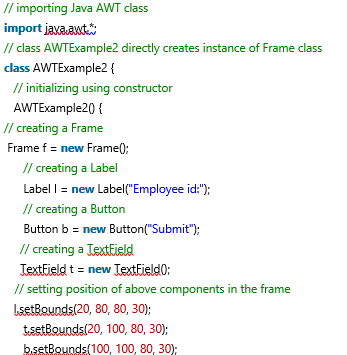 // importing Java AWT class
import java.awt.*;
// class AWTExample2 directly creates instance of Frame class
class AWTExample2 {
// initializing using constructor
AWTExample2() {
// creating a Frame
Frame f = new Frame();
// creating a Label
Label l = new Label("Employee id:");
// creating a Button
Button b = new Button("Submit");
// creating a TextField
TextField t = new TextField();
// setting position of above components in the frame
l.setBounds(20, 80, 80, 30);
t.setBounds(20, 100, 80, 30);
b.setBounds(100, 100, 80, 30);